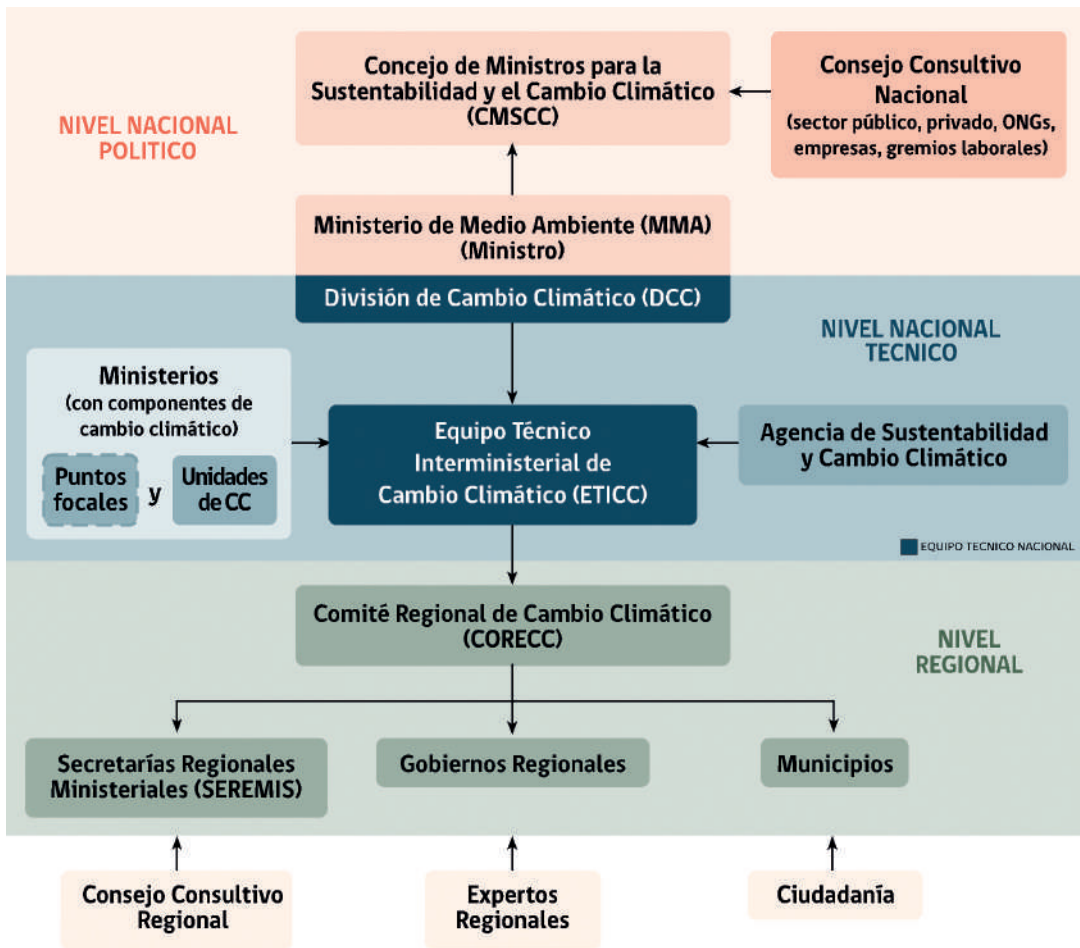 NIVEL NACIONAL
POLITICO
Concejo de Ministros para la
Sustentabilidad y el Cambio Climático
(CMSCC)
Consejo Consultivo
Nacional
(sector público, privado, ONGs,
empresas, gremios laborales)
Ministerio de Medio Ambiente (MMA)
(Ministro)
División de Cambio Climático (DCC)
NIVEL NACIONAL
TECNICO
Ministerios
(con componentes de
cambio climático)
Puntos
focales
y
Unidades
de CC
Equipo Técnico
Interministerial de
Cambio Climático (ETICC)
Agencia de Sustentabilidad
y Cambio Climático
EQUIPO TECNICO NACIONAL
Comité Regional de Cambio Climático
(CORECC)
NIVEL
REGIONAL
Secretarías Regionales
Ministeriales (SEREMIS)
Gobiernos Regionales
Municipios
Consejo Consultivo
Regional
Expertos
Regionales
Ciudadanía